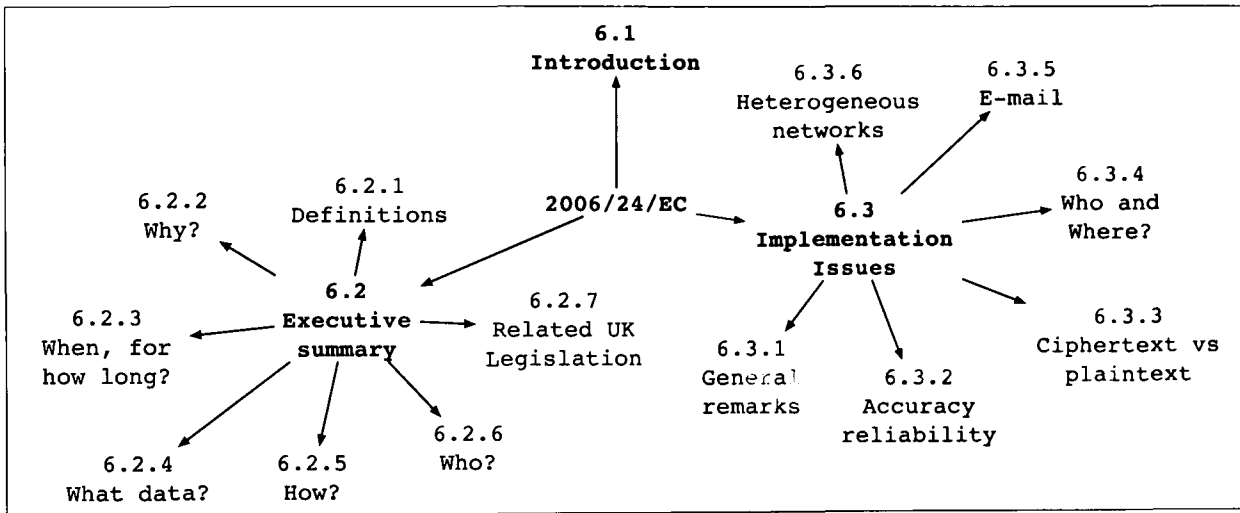 6.1
Introduction
2006/24/EC
6.2
Executive
summary
6.2.1
Definitions
6.2.2
Why?
6.2.3
When, for
how long?
6.2.4
What data?
6.2.5
How?
6.2.6
Who?
6.2.7
Related UK
Legislation
6.3
Implementation
Issues
6.3.1
General
remarks
6.3.2
Accuracy
reliability
6.3.3
Ciphertext vs
plaintext
6.3.4
Who and
Where?
6.3.5
E-mail
6.3.6
Heterogeneous
networks